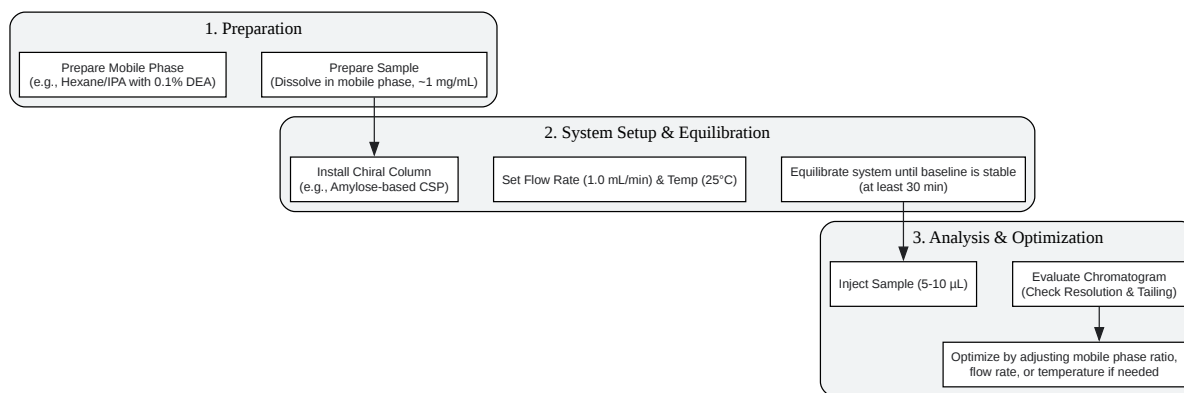 1. Preparation
Prepare Mobile Phase
(e.g., Hexane/IPA with 0.1% DEA)
Prepare Sample
(Dissolve in mobile phase, ~1 mg/mL)
2. System Setup & Equilibration
Install Chiral Column
(e.g., Amylose-based CSP)
Set Flow Rate (1.0 mL/min) & Temp (25°C)
Equilibrate system until baseline is stable
(at least 30 min)
3. Analysis & Optimization
Inject Sample (5-10 µL)
Evaluate Chromatogram
(Check Resolution & Tailing)
Optimize by adjusting mobile phase ratio,
flow rate, or temperature if needed